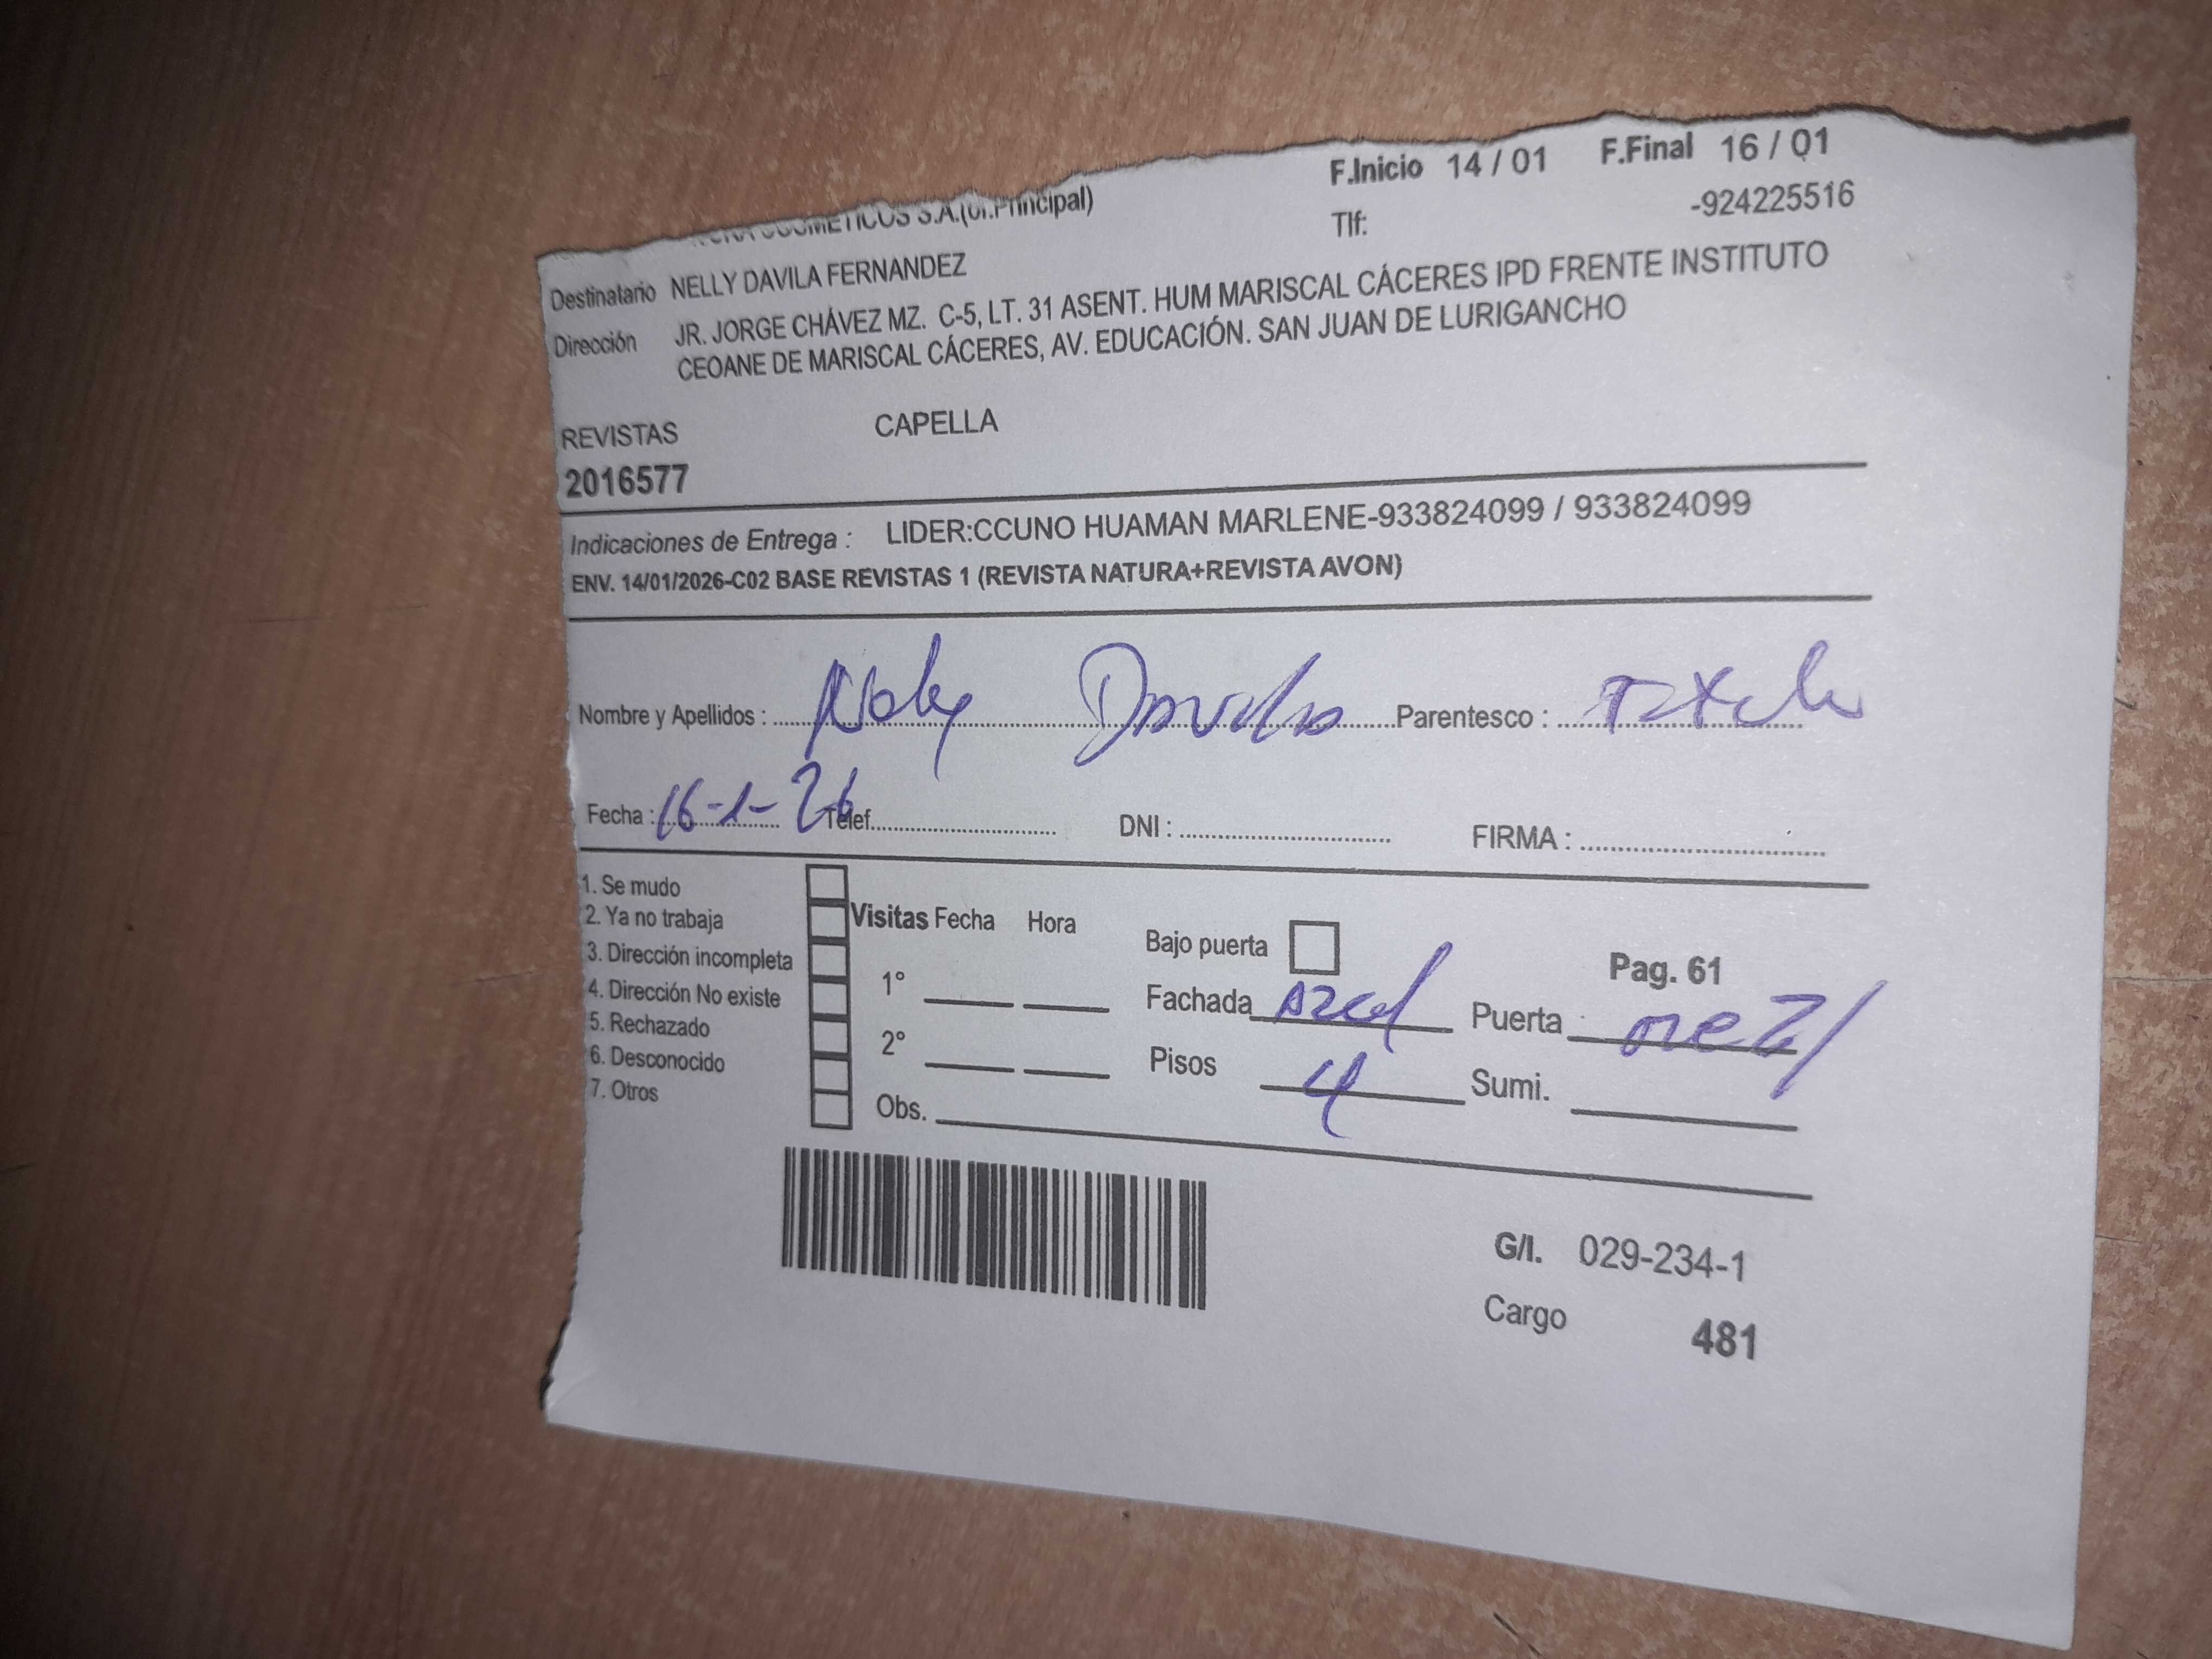 F.Inicio 14 / 01 F.Final 16 / 01
COSMETICOS S.A.(Of.Principal) Tlf: -924225516
Destinatario NELLY DAVILA FERNANDEZ
Dirección JR. JORGE CHÁVEZ MZ. C-5, LT. 31 ASENT. HUM MARISCAL CÁCERES IPD FRENTE INSTITUTO
CEOANE DE MARISCAL CÁCERES, AV. EDUCACIÓN. SAN JUAN DE LURIGANCHO
REVISTAS CAPELLA
2016577
Indicaciones de Entrega : LIDER:CCUNO HUAMAN MARLENE-933824099 / 933824099
ENV. 14/01/2026-C02 BASE REVISTAS 1 (REVISTA NATURA+REVISTA AVON)
Nombre y Apellidos : Nely Davila Parentesco :
Fecha : 16-1-26 Telef. DNI : FIRMA :
1. Se mudo
2. Ya no trabaja
3. Dirección incompleta
4. Dirección No existe
5. Rechazado
6. Desconocido
7. Otros
Visitas Fecha Hora
1°
2°
Obs.
Bajo puerta Pag. 61
Fachada Azul Puerta
Pisos 4 Sumi.
G/I. 029-234-1
Cargo 481